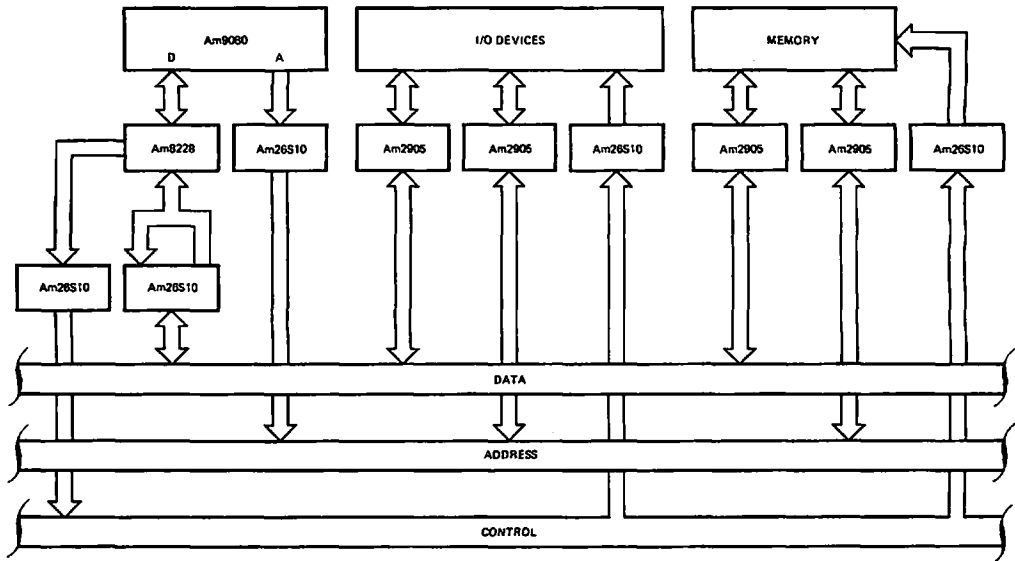 Am9080
D A
I/O DEVICES
MEMORY
Am8228
Am26S10
Am2905
Am2905
Am26S10
Am2905
Am2905
Am26S10
Am26S10
Am26S10
DATA
ADDRESS
CONTROL